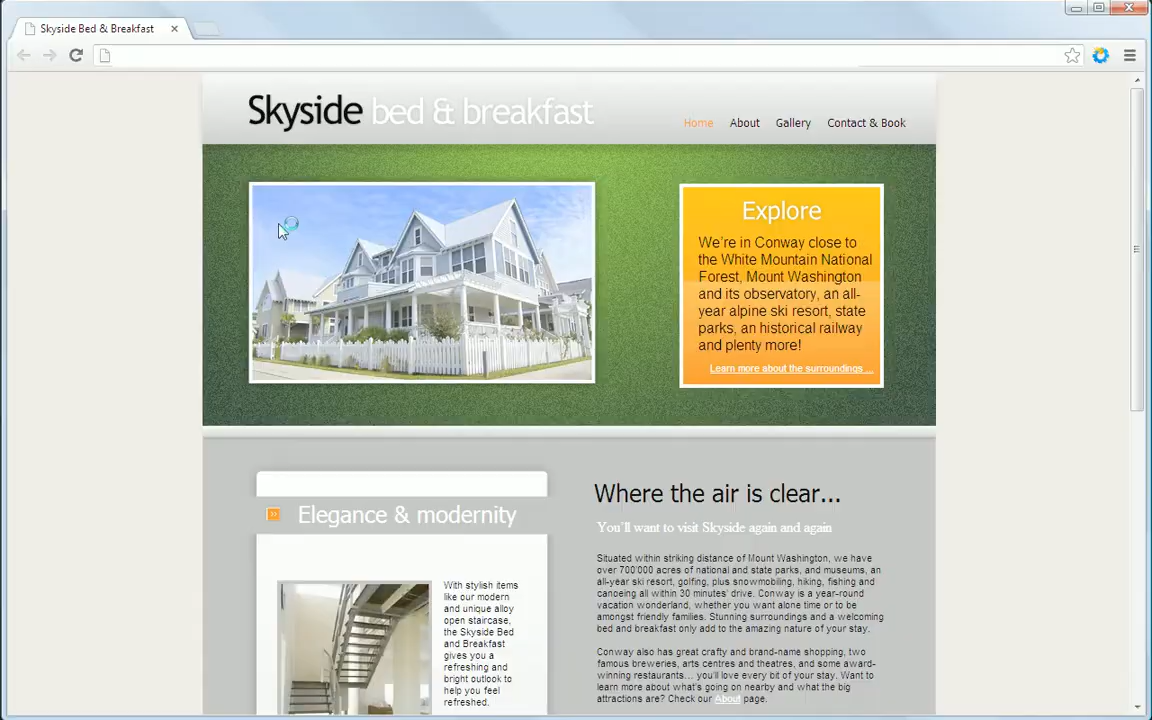 Skyside Bed & Breakfast
Skyside bed & breakfast
Home About Gallery Contact & Book
Explore
We're in Conway close to
the White Mountain National
Forest, Mount Washington
and its observatory, an all-
year alpine ski resort, state
parks, an historical railway
and plenty more!
Learn more about the surroundings ...
Elegance & modernity
With stylish items
like our modern
and unique alloy
open staircase,
the Skyside Bed
and Breakfast
gives you a
refreshing and
bright outlook to
help you feel
refreshed.
Where the air is clear...
You'll want to visit Skyside again and again
Situated within striking distance of Mount Washington, we have
over 700'000 acres of national and state parks, and museums, an
all-year ski resort, golfing, plus snowmobiling, hiking, fishing and
canoeing all within 30 minutes' drive. Conway is a year-round
vacation wonderland, whether you want alone time or to be
amongst friendly families. Stunning surroundings and a welcoming
bed and breakfast only add to the amazing nature of your stay.
Conway also has great crafty and brand-name shopping, two
famous breweries, arts centres and theatres, and some award-
winning restaurants... you'll love every bit of your stay. Want to
learn more about what's going on nearby and what the big
attractions are? Check our About page.